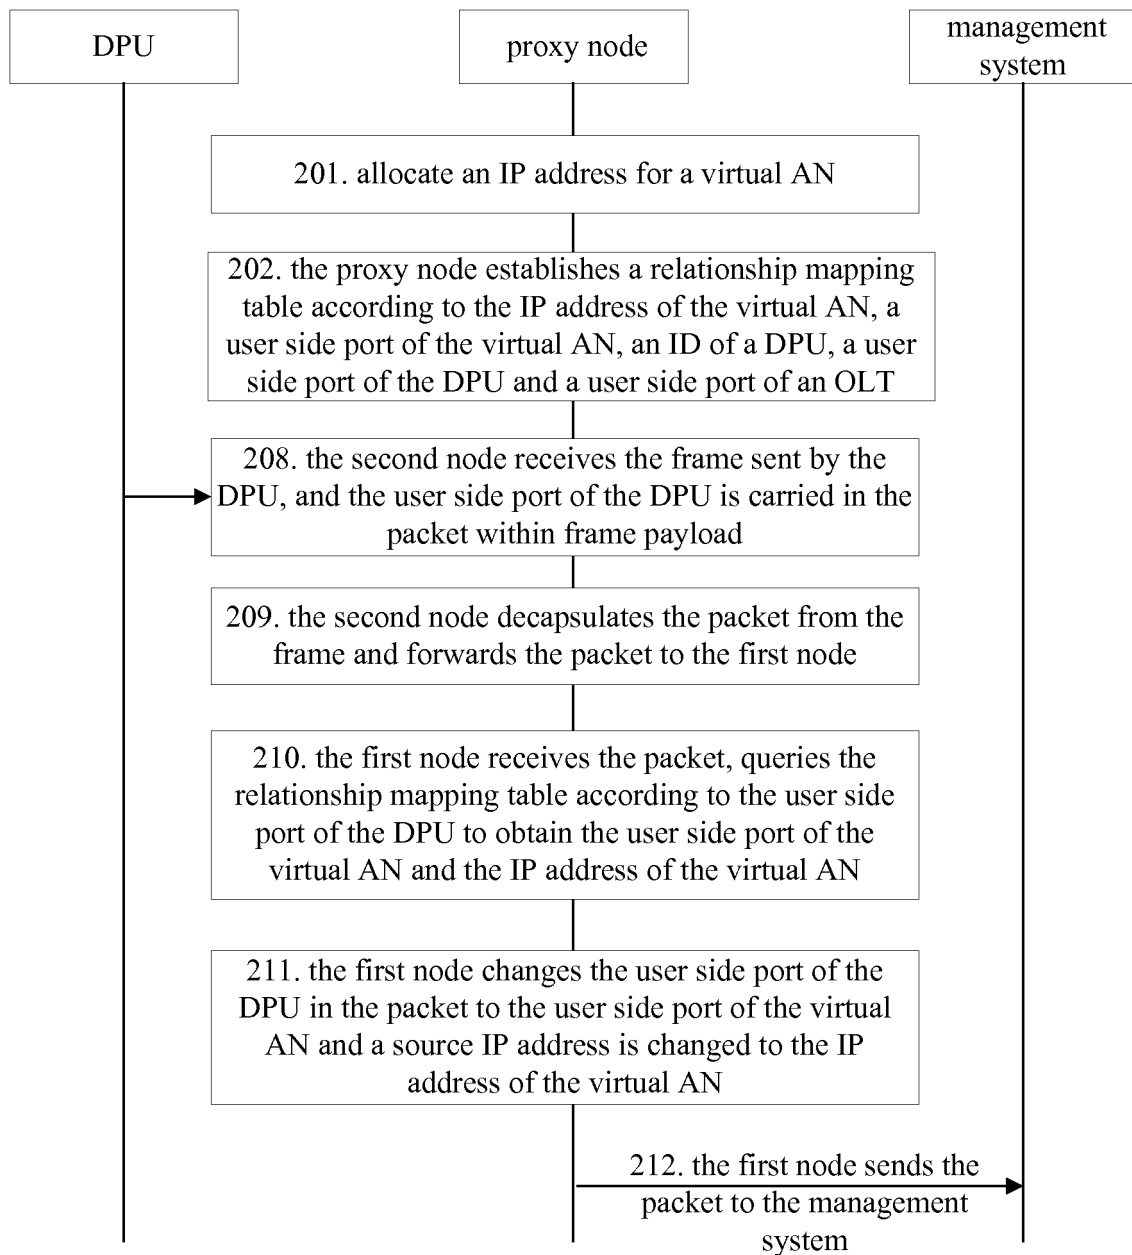 DPU
proxy node
management
system
201. allocate an IP address for a virtual AN
202. the proxy node establishes a relationship mapping
table according to the IP address of the virtual AN, a
user side port of the virtual AN, an ID of a DPU, a user
side port of the DPU and a user side port of an OLT
208. the second node receives the frame sent by the
DPU, and the user side port of the DPU is carried in the
packet within frame payload
209. the second node decapsulates the packet from the
frame and forwards the packet to the first node
210. the first node receives the packet, queries the
relationship mapping table according to the user side
port of the DPU to obtain the user side port of the
virtual AN and the IP address of the virtual AN
211. the first node changes the user side port of the
DPU in the packet to the user side port of the virtual
AN and a source IP address is changed to the IP
address of the virtual AN
212. the first node sends the
packet to the management
system